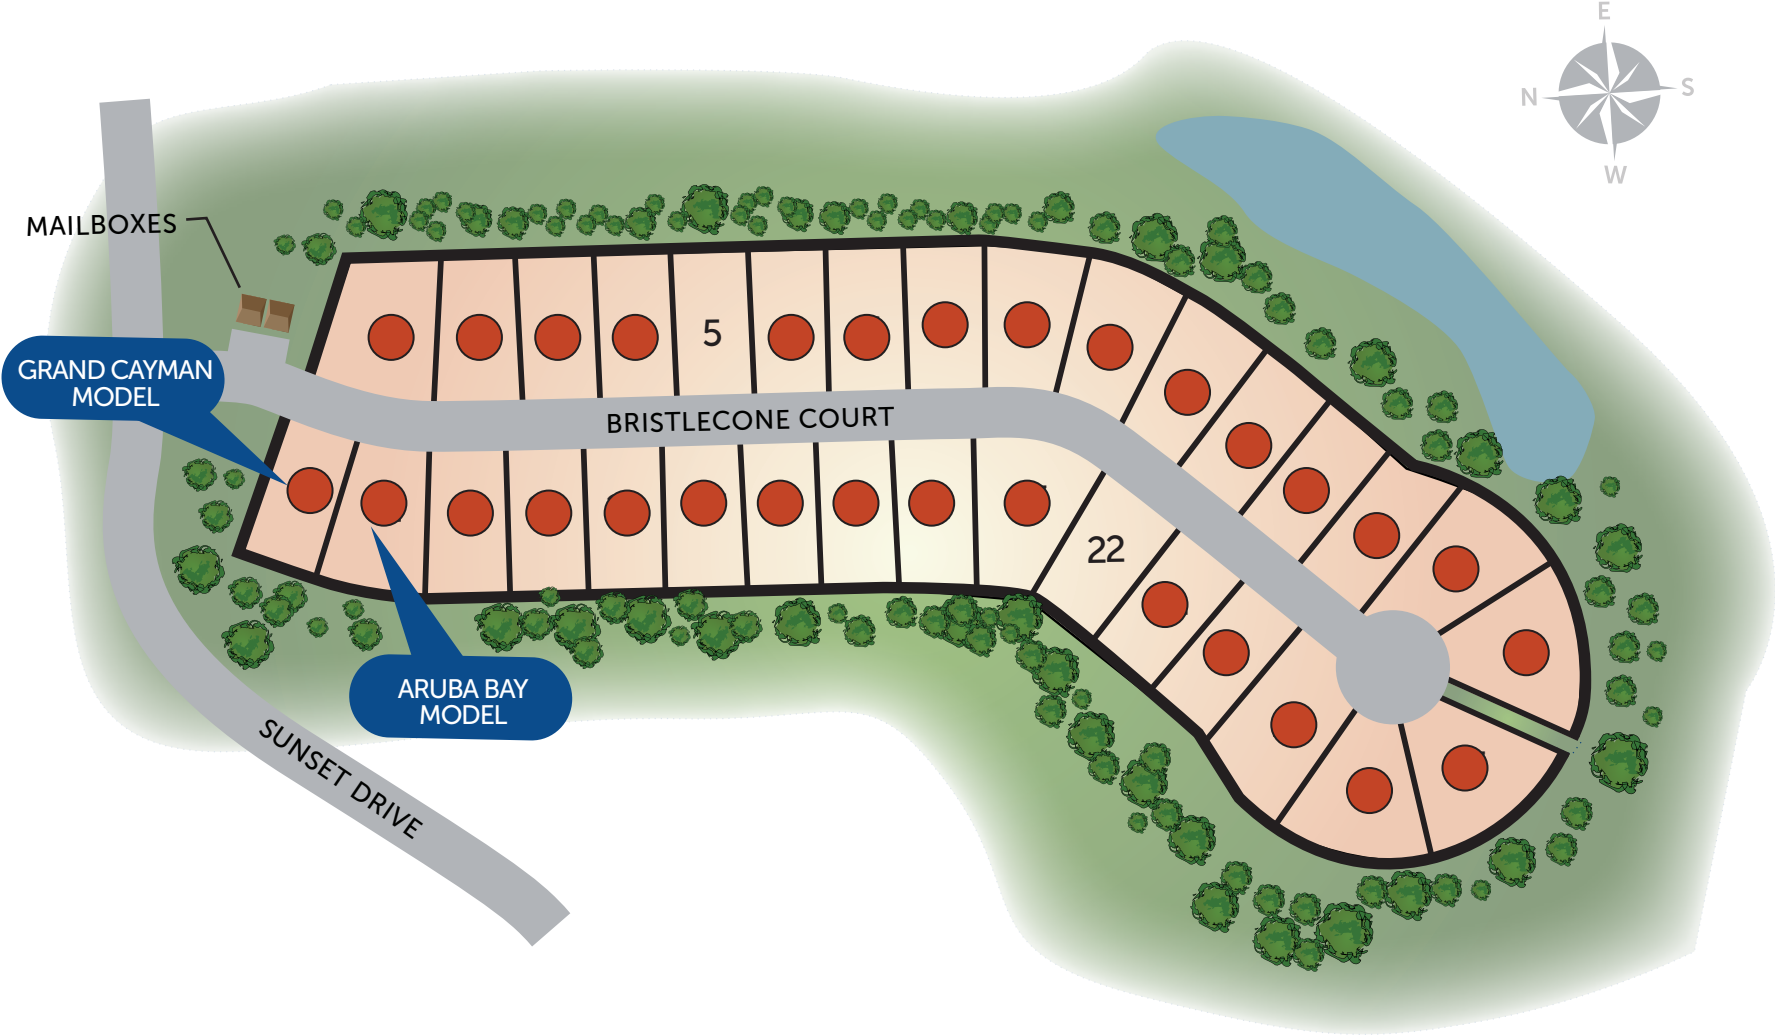 E
N
S
W
MAILBOXES
5
GRAND CAYMAN
MODEL
BRISTLECONE COURT
22
ARUBA BAY
MODEL
SUNSET DRIVE